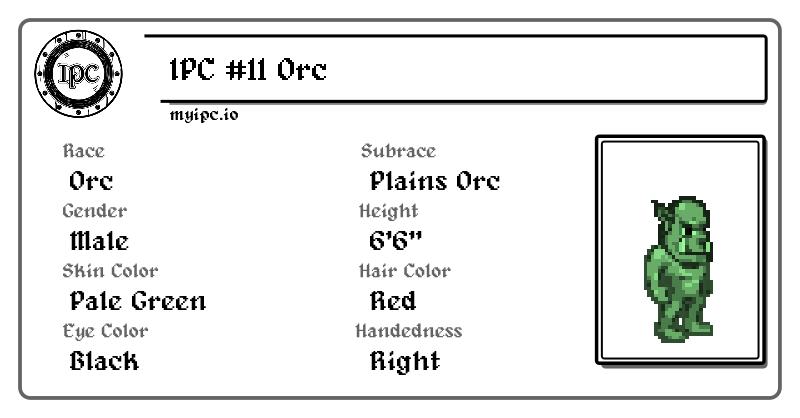 IPC
IPC #11 Orc
myipc.io
Race
Orc
Subrace
Plains Orc
Gender
Male
Height
6'6"
Skin Color
Pale Green
Hair Color
Red
Eye Color
Black
Handedness
Right